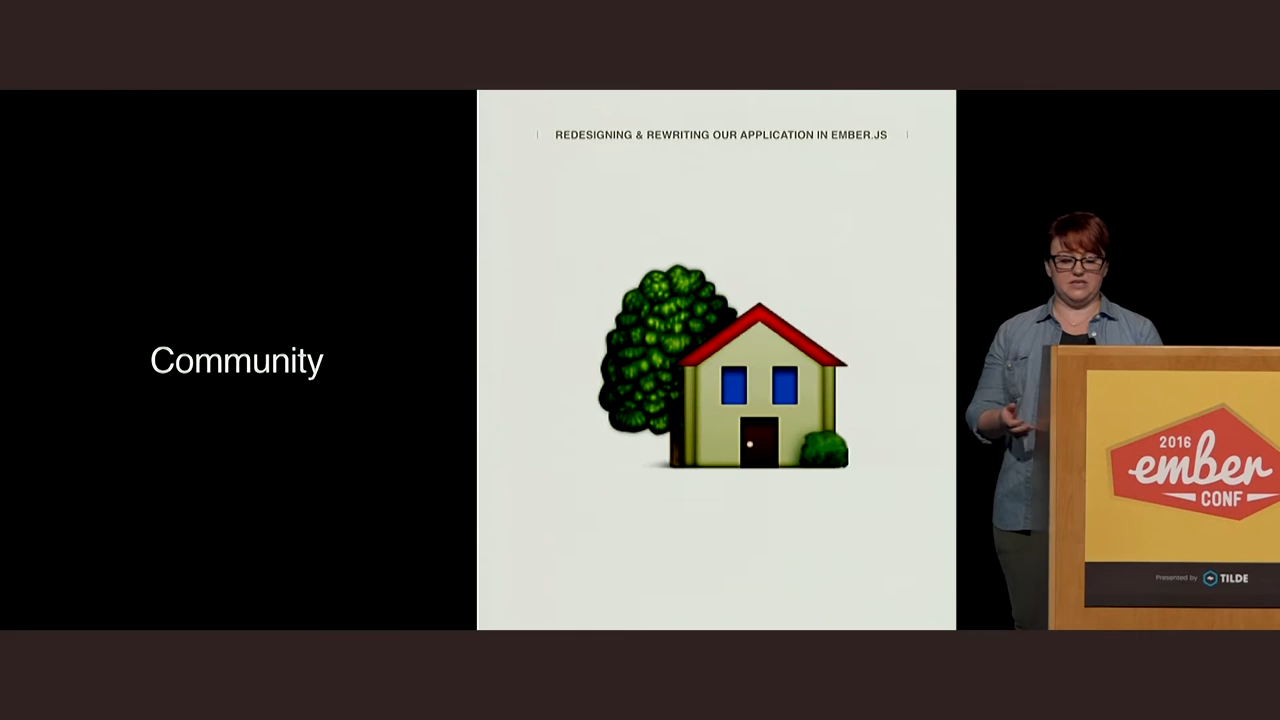 Community
REDESIGNING & REWRITING OUR APPLICATION IN EMBER.JS
2016
ember
CONF
Presented by TILDE